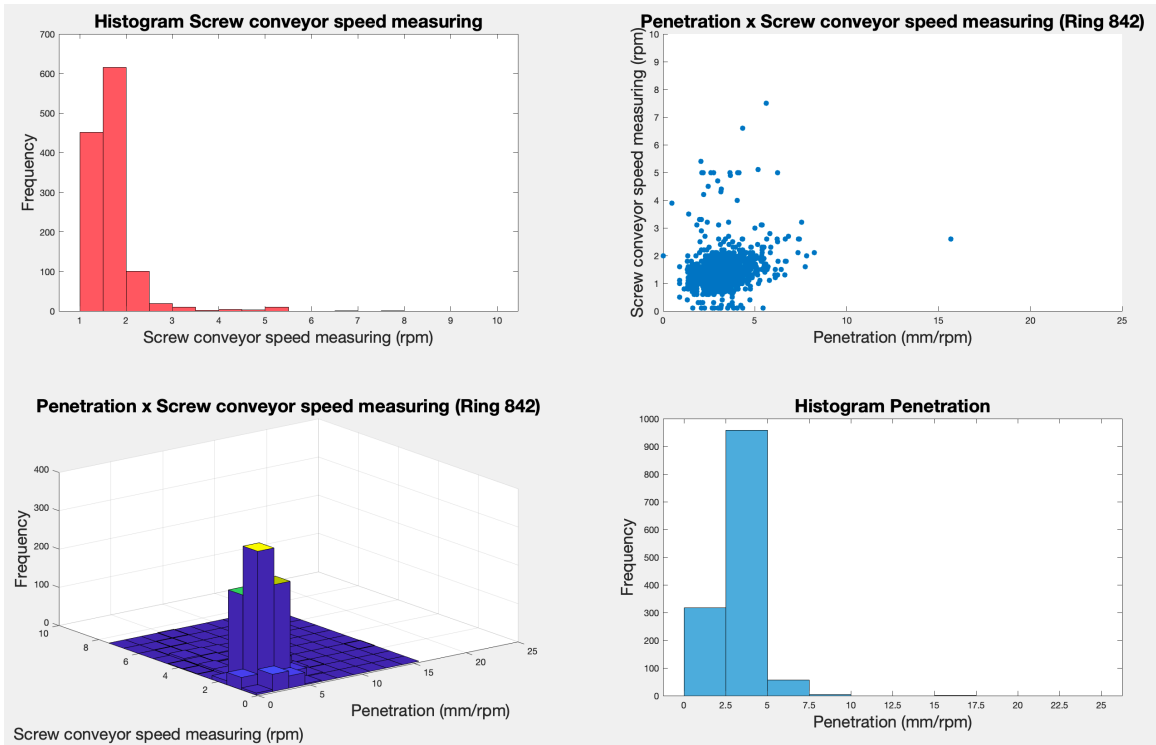 Histogram Screw conveyor speed measuring
700
600
500
400
300
200
100
0
Frequency
1 2 3 4 5 6 7 8 9 10
Screw conveyor speed measuring (rpm)
Penetration x Screw conveyor speed measuring (Ring 842)
10
9
8
7
6
5
4
3
2
1
0
Screw conveyor speed measuring (rpm)
0 5 10 15 20 25
Penetration (mm/rpm)
Penetration x Screw conveyor speed measuring (Ring 842)
400
300
200
100
0
Frequency
10
8
6
4
2
0
0 5 10 15 20 25
Penetration (mm/rpm)
Screw conveyor speed measuring (rpm)
Histogram Penetration
1000
900
800
700
600
500
400
300
200
100
0
Frequency
0 2.5 5 7.5 10 12.5 15 17.5 20 22.5 25
Penetration (mm/rpm)